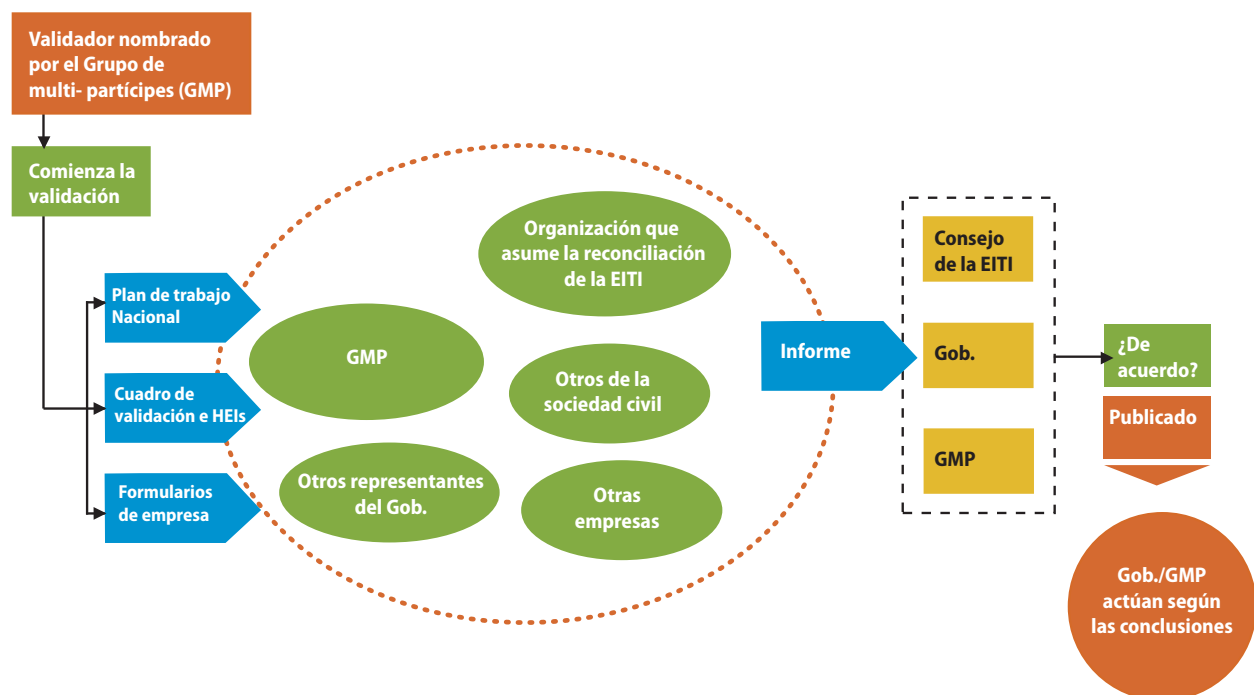 Validador nombrado
por el Grupo de
multi- partícipes (GMP)
Comienza la
validación
Plan de trabajo
Nacional
Cuadro de
validación e HEIs
Formularios
de empresa
Organización que
asume la reconciliación
de la EITI
GMP
Otros de la
sociedad civil
Otros representantes
del Gob.
Otras
empresas
Informe
Consejo
de la EITI
Gob.
GMP
¿De
acuerdo?
Publicado
Gob./GMP
actúan según
las conclusiones